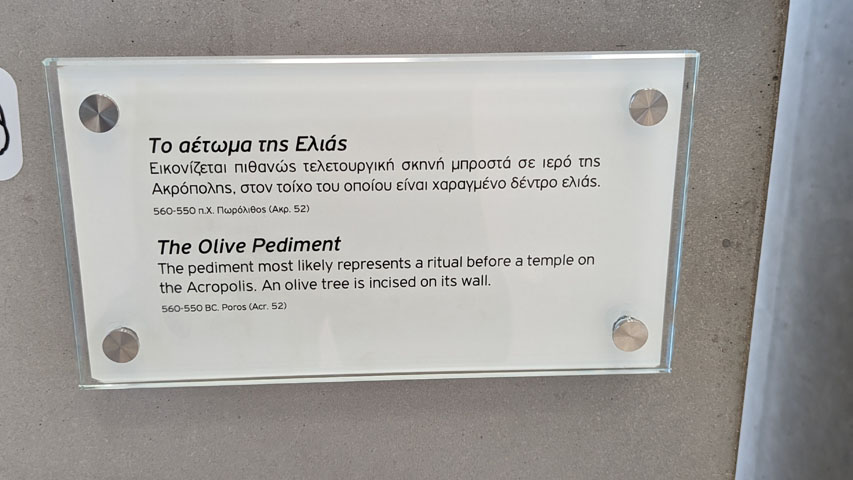 Το αέτωμα της Ελιάς
Εικονίζεται πιθανώς τελετουργική σκηνή μπροστά σε ιερό της
Ακρόπολης, στον τοίχο του οποίου είναι χαραγμένο δέντρο ελιάς.
560-550 π.Χ. Πωρόλιθος (Ακρ. 52)
The Olive Pediment
The pediment most likely represents a ritual before a temple on
the Acropolis. An olive tree is incised on its wall.
560-550 BC. Poros (Acr. 52)